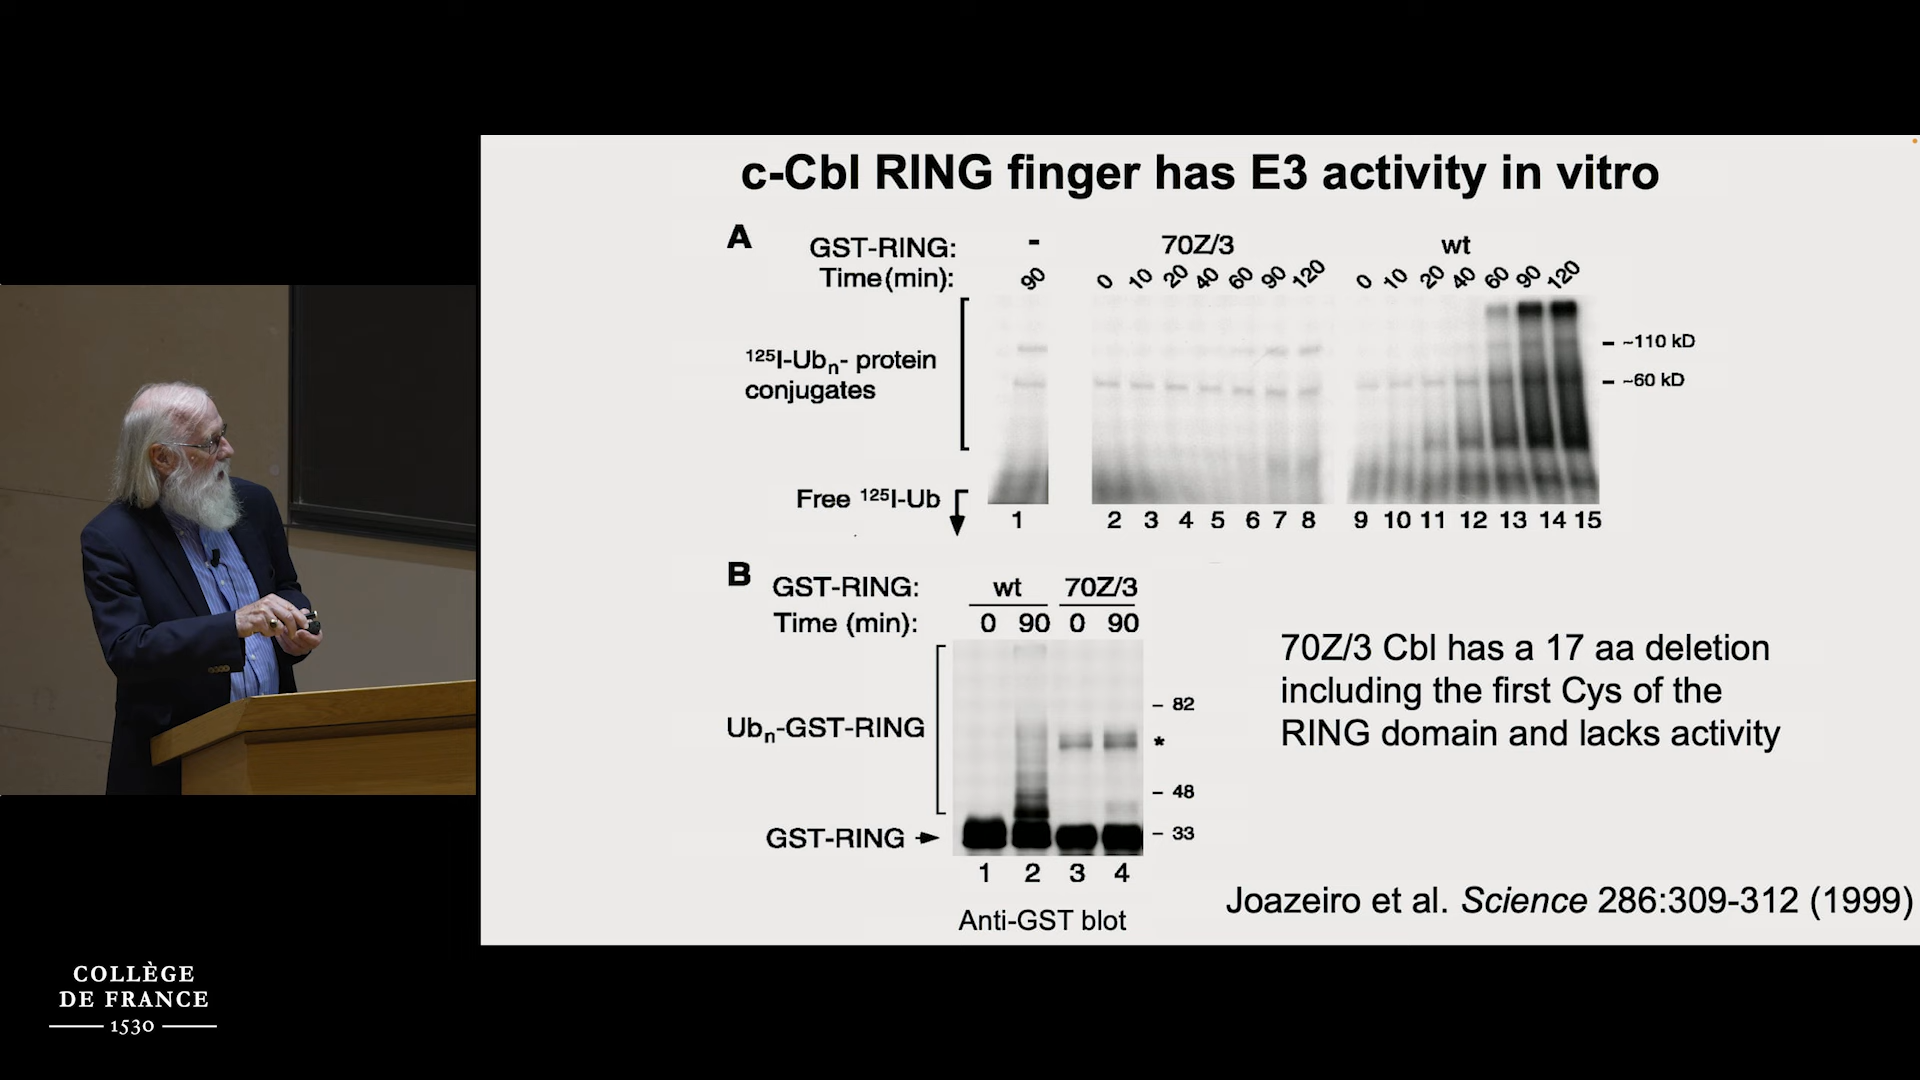 c-Cbl RING finger has E3 activity in vitro
A
GST-RING: - 70Z/3 wt
Time (min): 90 0 10 20 40 60 90 120 0 10 20 40 60 90 120
125I-Ubn- protein
conjugates
~110 kD
~60 kD
Free 125I-Ub
1 2 3 4 5 6 7 8 9 10 11 12 13 14 15
B
GST-RING: wt 70Z/3
Time (min): 0 90 0 90
Ubn-GST-RING
82
*
48
GST-RING
33
1 2 3 4
Anti-GST blot
70Z/3 Cbl has a 17 aa deletion
including the first Cys of the
RING domain and lacks activity
Joazeiro et al. Science 286:309-312 (1999)
COLLÈGE
DE FRANCE
1530